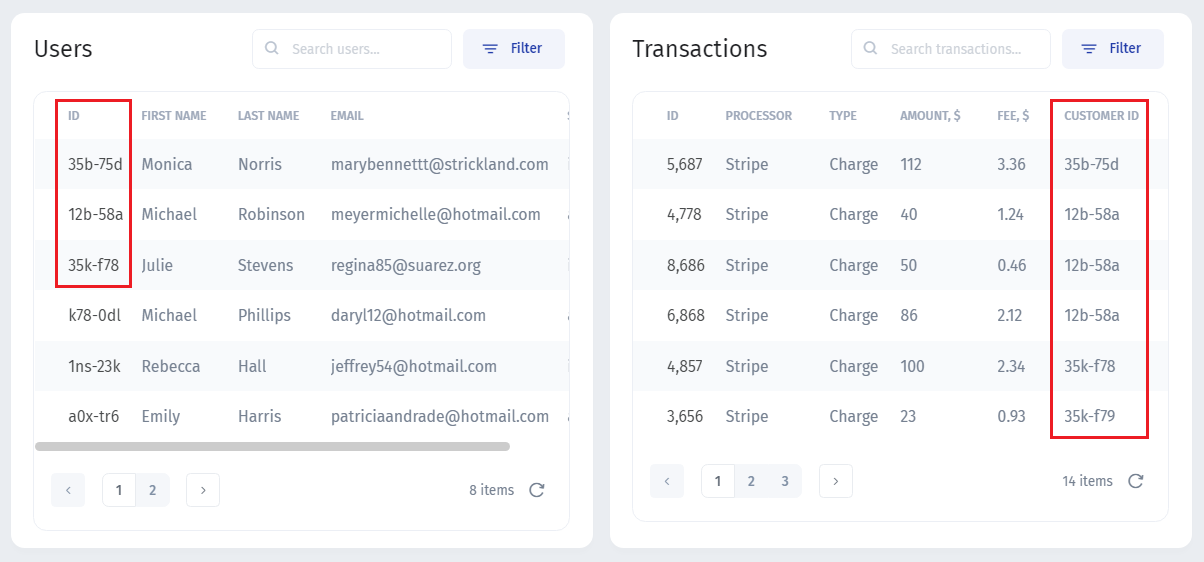 Users
Search users...
Filter
ID FIRST NAME LAST NAME EMAIL
35b-75d Monica Norris marybennettt@strickland.com
12b-58a Michael Robinson meyermichelle@hotmail.com
35k-f78 Julie Stevens regina85@suarez.org
k78-0dl Michael Phillips daryl12@hotmail.com
1ns-23k Rebecca Hall jeffrey54@hotmail.com
a0x-tr6 Emily Harris patriciaandrade@hotmail.com
1 2
8 items
Transactions
Search transactions...
Filter
ID PROCESSOR TYPE AMOUNT, $ FEE, $ CUSTOMER ID
5,687 Stripe Charge 112 3.36 35b-75d
4,778 Stripe Charge 40 1.24 12b-58a
8,686 Stripe Charge 50 0.46 12b-58a
6,868 Stripe Charge 86 2.12 12b-58a
4,857 Stripe Charge 100 2.34 35k-f78
3,656 Stripe Charge 23 0.93 35k-f79
1 2 3
14 items